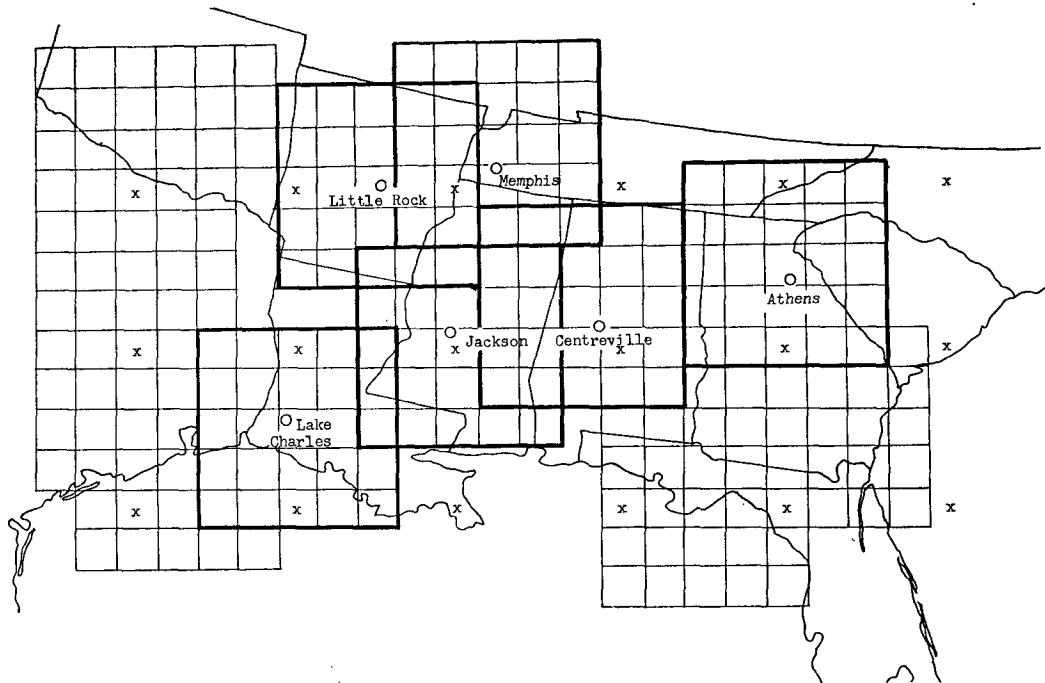 Memphis
x x x x x x
Little Rock
Athens
Jackson Centreville
x x x x x x
Lake
Charles
x x x x x x